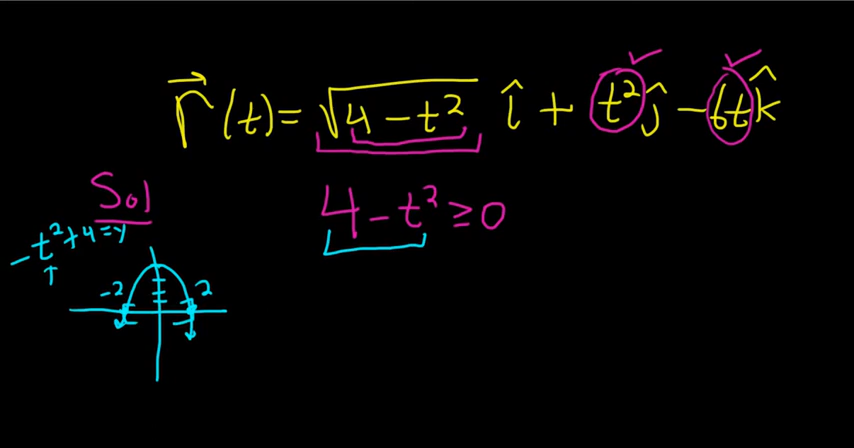 r⃗(t) = √(4 − t²) î + t² ĵ − 6t k̂
Sol
4 − t² ≥ 0
−t² + 4 = y
-2 2